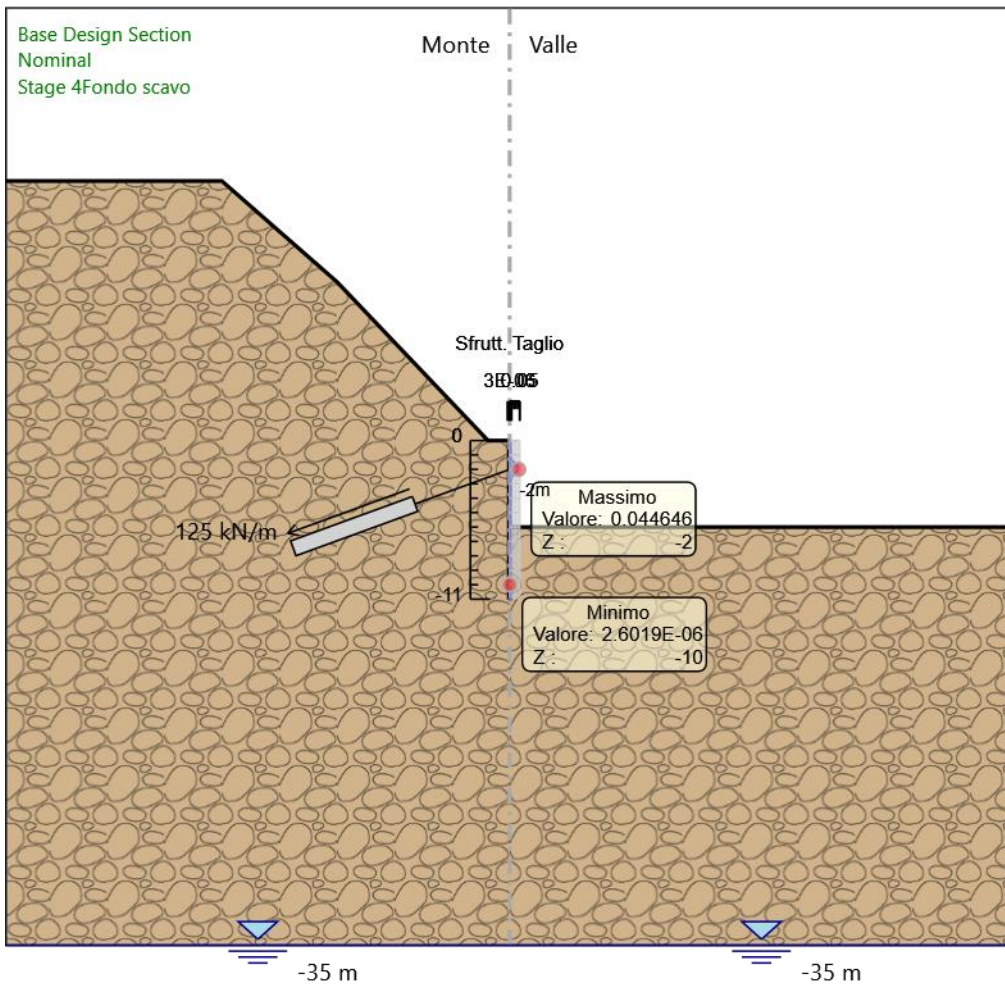 Base Design Section
Nominal
Stage 4Fondo scavo
Monte
Valle
Sfrutt. Taglio
0
-2m
125 kN/m
Massimo
Valore: 0.044646
Z : -2
-11
Minimo
Valore: 2.6019E-06
Z : -10
-35 m
-35 m